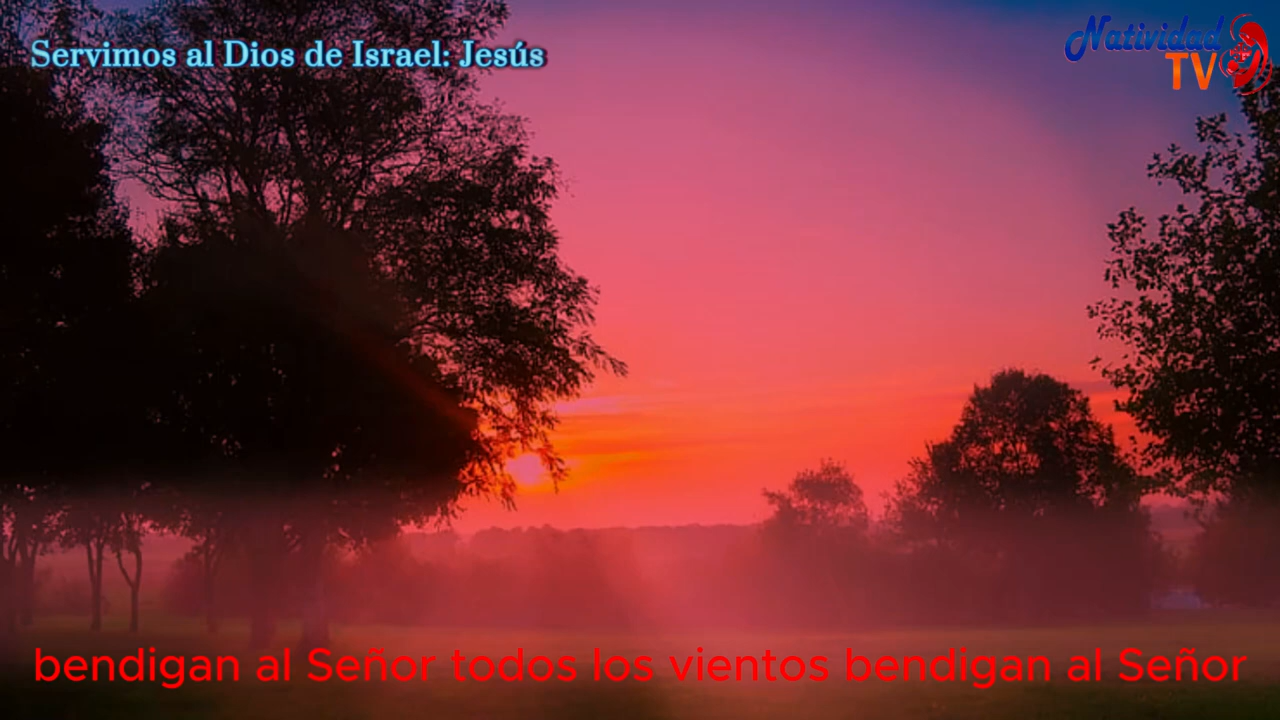 Servimos al Dios de Israel: Jesús
Natividad
TV
bendigan al Señor todos los vientos bendigan al Señor